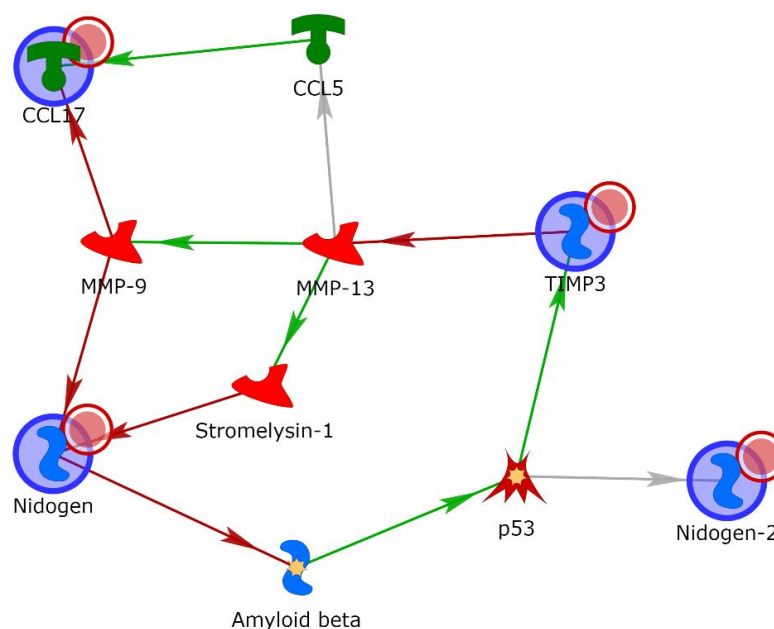 CCL5
CCL17
MMP-9
MMP-13
TIMP3
Stromelysin-1
Nidogen
p53
Nidogen-2
Amyloid beta